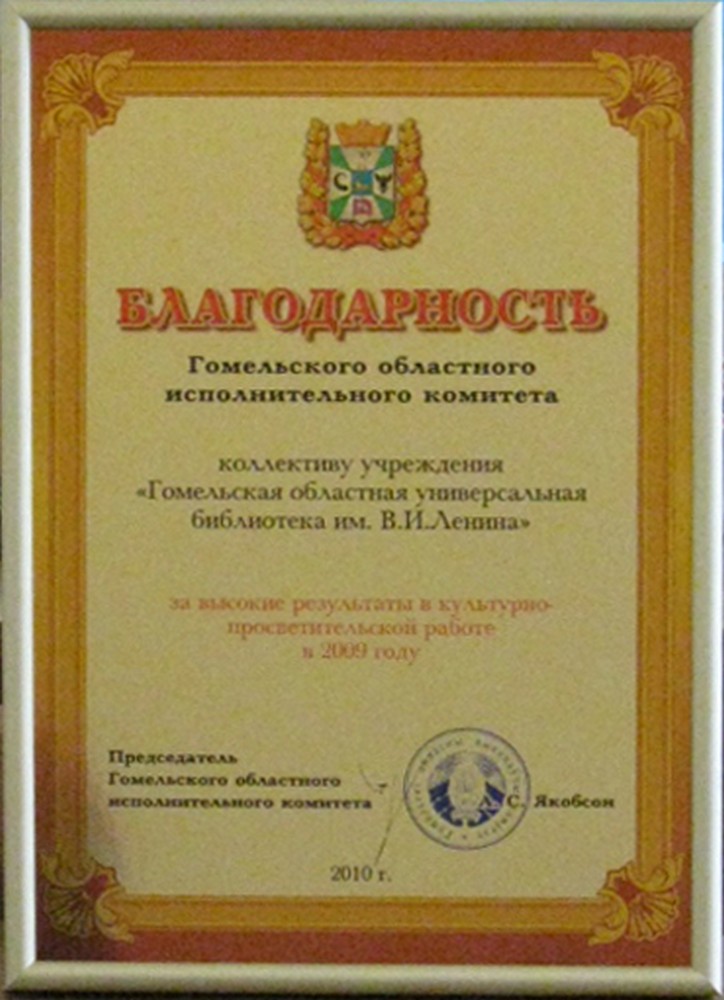 БЛАГОДАРНОСТЬ
Гомельского областного
исполнительного комитета
коллективу учреждения
«Гомельская областная универсальная
библиотека им. В.И.Ленина»
за высокие результаты в культурно-
просветительской работе
в 2009 году
Председатель
Гомельского областного
исполнительного комитета
С. Якобсон
2010 г.